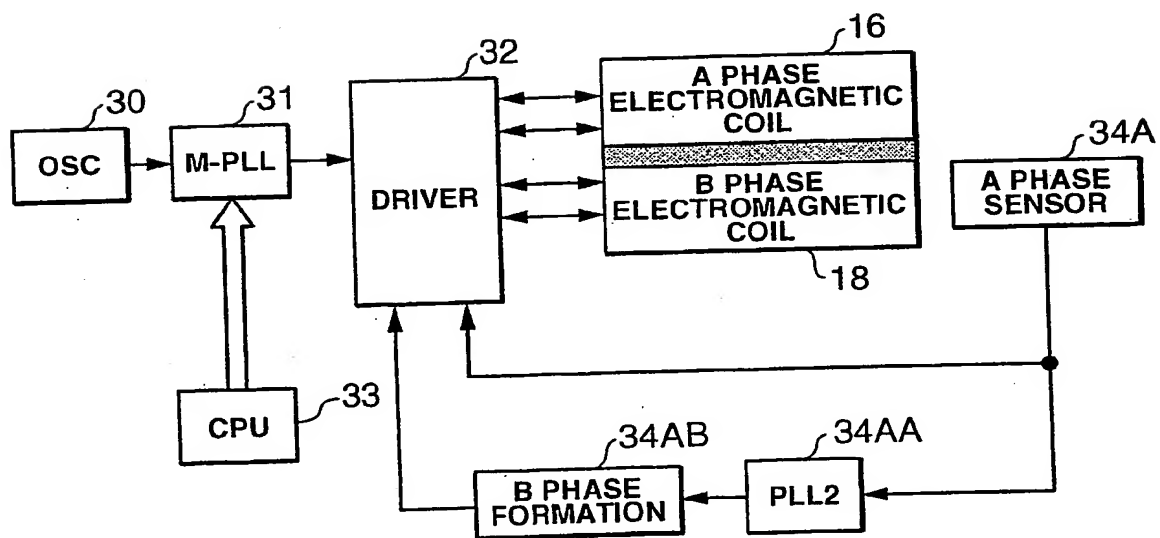 16
32
A PHASE
ELECTROMAGNETIC
COIL
30
31
34A
OSC
M-PLL
DRIVER
B PHASE
ELECTROMAGNETIC
COIL
A PHASE
SENSOR
18
33
CPU
34AB
34AA
B PHASE
FORMATION
PLL2